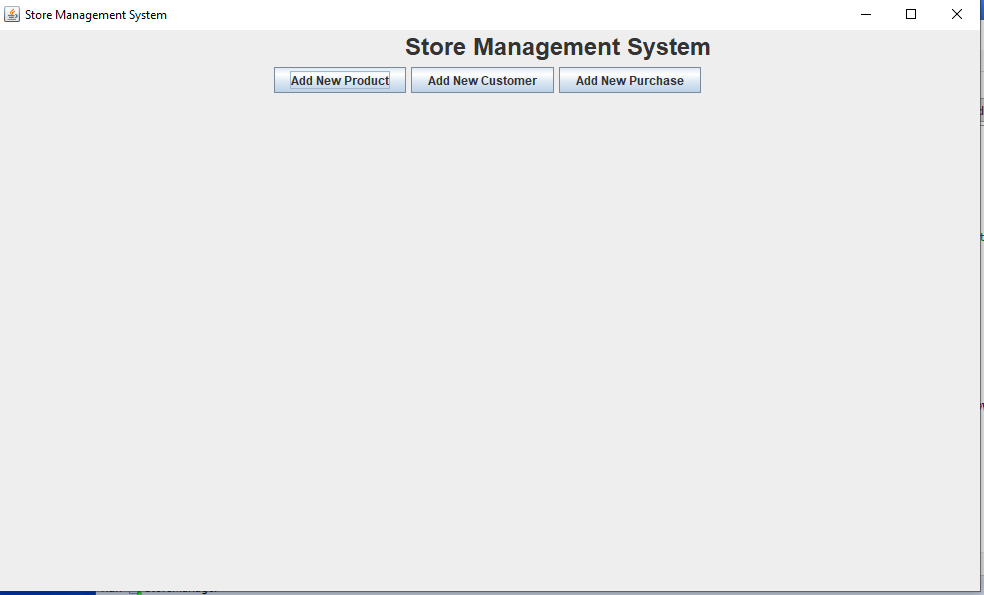 Store Management System
Store Management System
Add New Product Add New Customer Add New Purchase